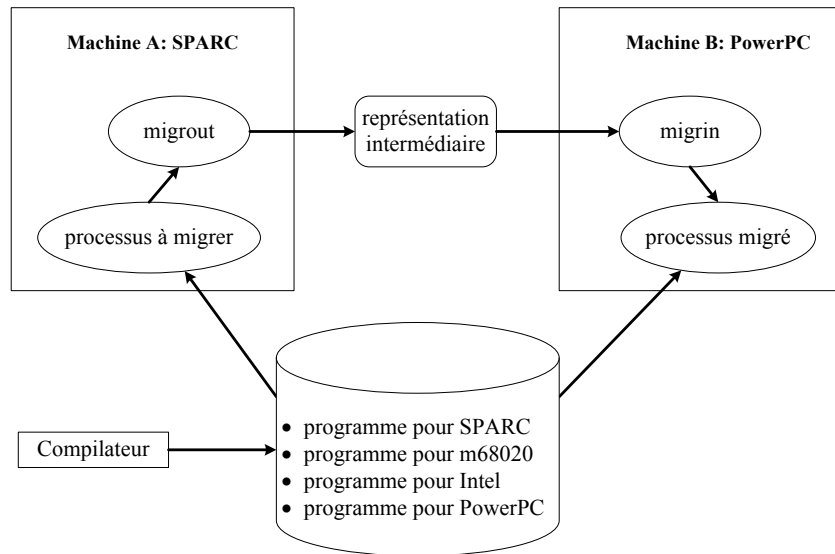 Machine A: SPARC
Machine B: PowerPC
migrout
représentation
intermédiaire
migrin
processus à migrer
processus migré
Compilateur
• programme pour SPARC
• programme pour m68020
• programme pour Intel
• programme pour PowerPC